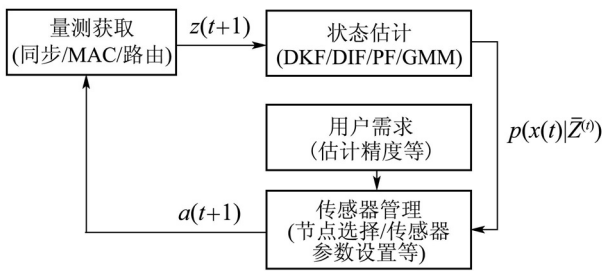 量测获取
(同步/MAC/路由)
z(t+1)
状态估计
(DKF/DIF/PF/GMM)
用户需求
(估计精度等)
p(x(t)|Z̄⁽ᵗ⁾)
a(t+1)
传感器管理
(节点选择/传感器
参数设置等)